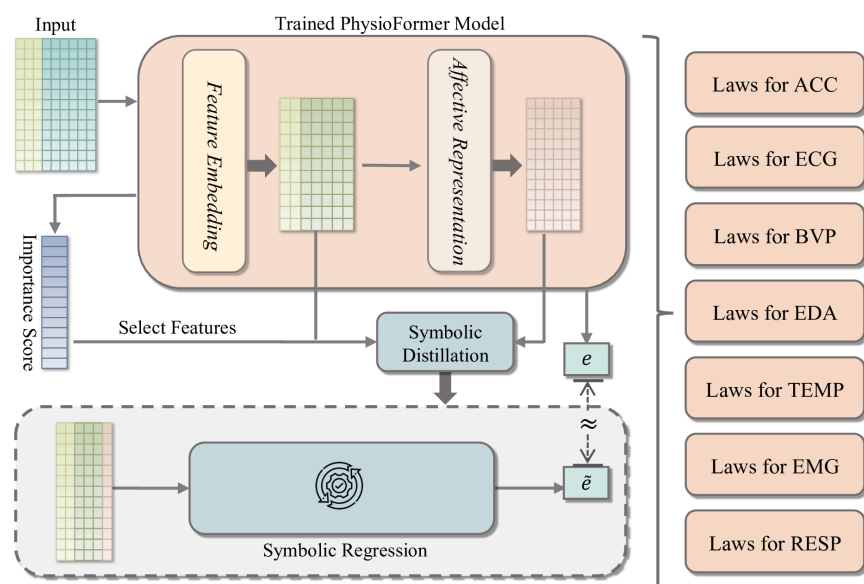 Input
Trained PhysioFormer Model
Feature Embedding
Affective Representation
Importance Score
Select Features
Symbolic
Distillation
e
≈
ẽ
Symbolic Regression
Laws for ACC
Laws for ECG
Laws for BVP
Laws for EDA
Laws for TEMP
Laws for EMG
Laws for RESP